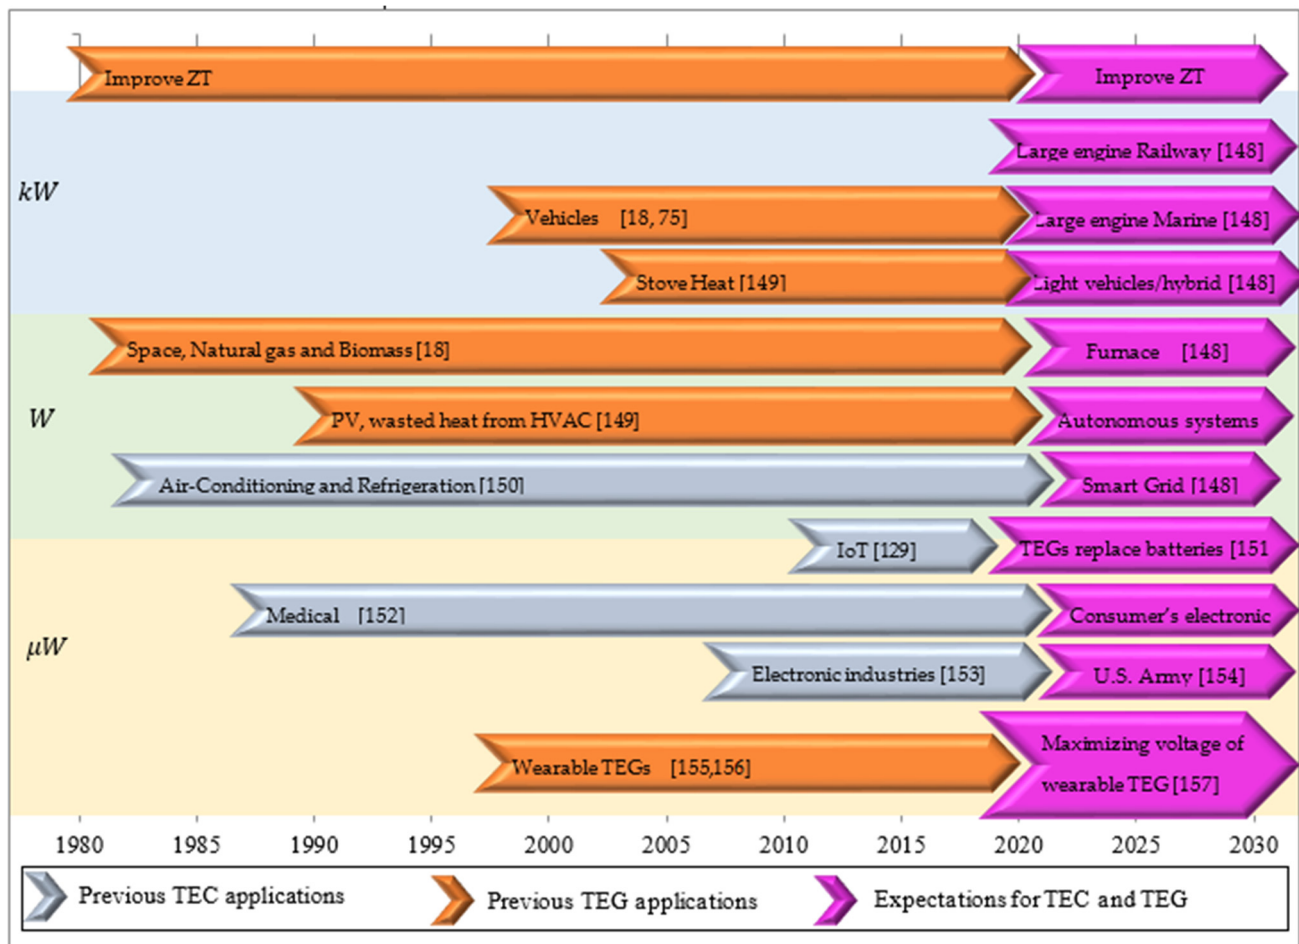 Improve ZT Improve ZT
Large engine Railway [148]
kW
Vehicles [18, 75] Large engine Marine [148]
Stove Heat [149] Light vehicles/hybrid [148]
Space, Natural gas and Biomass [18] Furnace [148]
W
PV, wasted heat from HVAC [149] Autonomous systems
Air-Conditioning and Refrigeration [150] Smart Grid [148]
IoT [129] TEGs replace batteries [151
Medical [152] Consumer's electronic
µW
Electronic industries [153] U.S. Army [154]
Maximizing voltage of
Wearable TEGs [155,156]
wearable TEG [157]
1980 1985 1990 1995 2000 2005 2010 2015 2020 2025 2030
Previous TEC applications Previous TEG applications Expectations for TEC and TEG